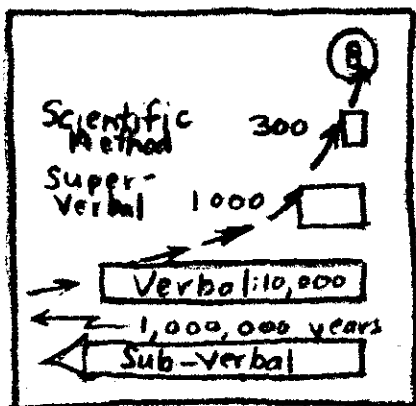 Scientific 300
Method
Super-
Verbal 1000
Verbal:10,000
1,000,000 years
Sub-Verbal